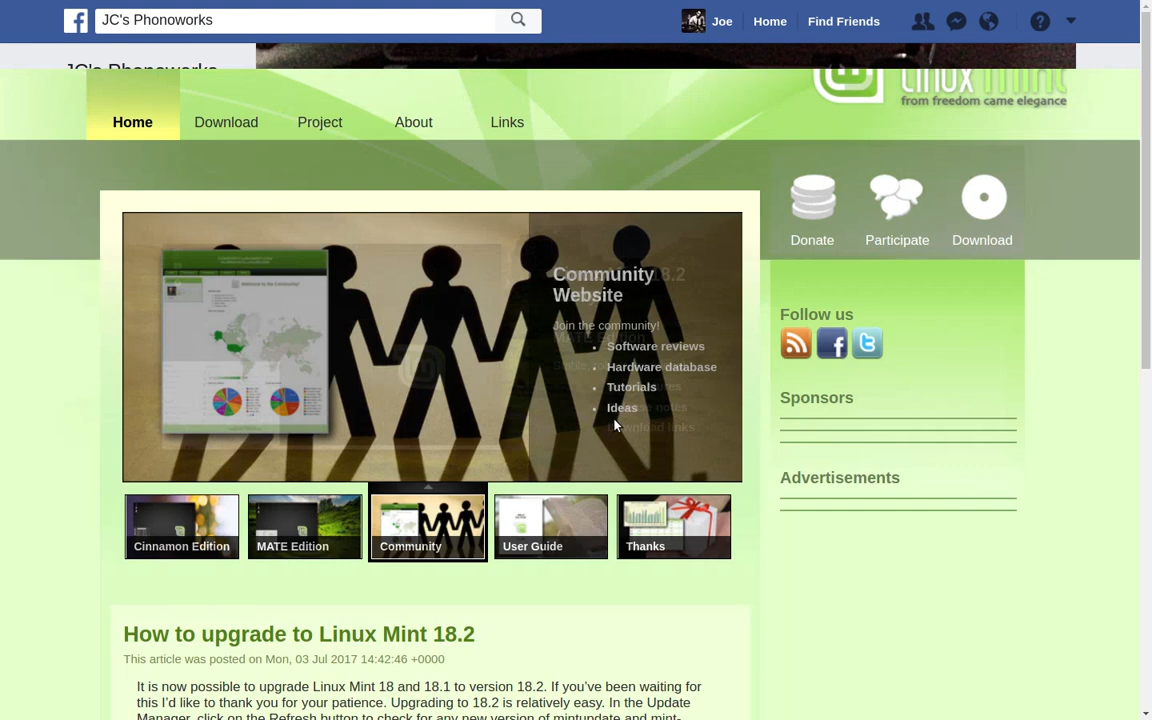 JC's Phonoworks
Joe
Home
Find Friends
JC's Phonoworks
Linux Mint
from freedom came elegance
Home
Download
Project
About
Links
Donate
Participate
Download
Community
Website
18.2
Join the community!
MATE Edition
Software reviews
Hardware database
Tutorials
Ideas
Download links
Follow us
Sponsors
Advertisements
Cinnamon Edition
MATE Edition
Community
User Guide
Thanks
How to upgrade to Linux Mint 18.2
This article was posted on Mon, 03 Jul 2017 14:42:46 +0000
It is now possible to upgrade Linux Mint 18 and 18.1 to version 18.2. If you’ve been waiting for
this I’d like to thank you for your patience. Upgrading to 18.2 is relatively easy. In the Update
Manager, click on the Refresh button to check for any new version of mintupdate and mint-